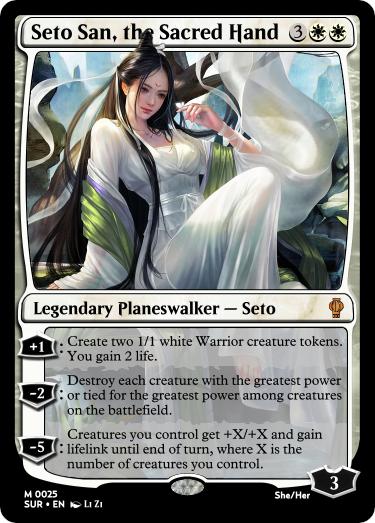 Seto San, the Sacred Hand 3
Legendary Planeswalker — Seto
+1: Create two 1/1 white Warrior creature tokens.
You gain 2 life.
-2: Destroy each creature with the greatest power
or tied for the greatest power among creatures
on the battlefield.
-5: Creatures you control get +X/+X and gain
lifelink until end of turn, where X is the
number of creatures you control.
3
M 0025
SUR • EN Li Zi
She/Her